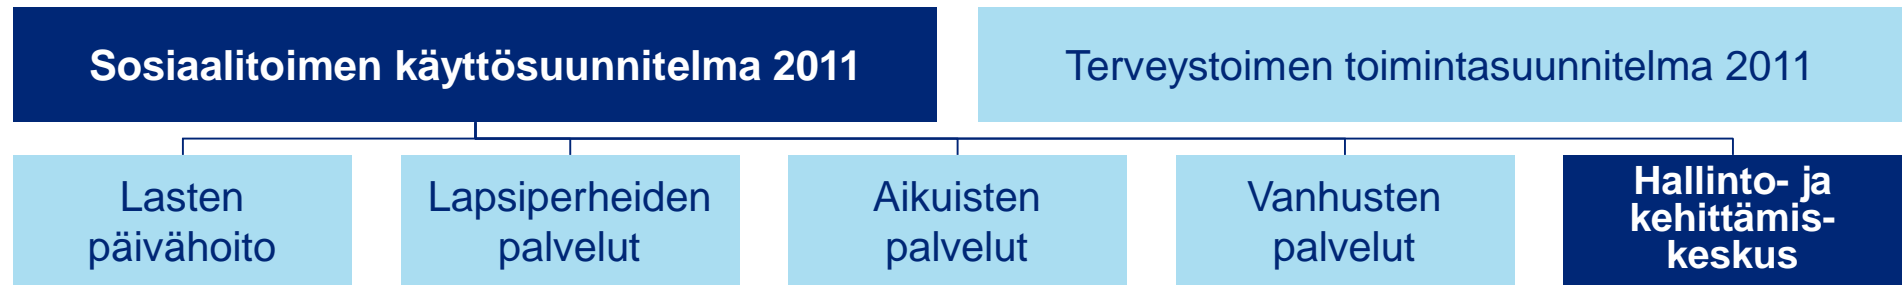 Sosiaalitoimen käyttösuunnitelma 2011
Terveystoimen toimintasuunnitelma 2011
Lasten
päivähoito
Lapsiperheiden
palvelut
Aikuisten
palvelut
Vanhusten
palvelut
Hallinto- ja
kehittämis-
keskus